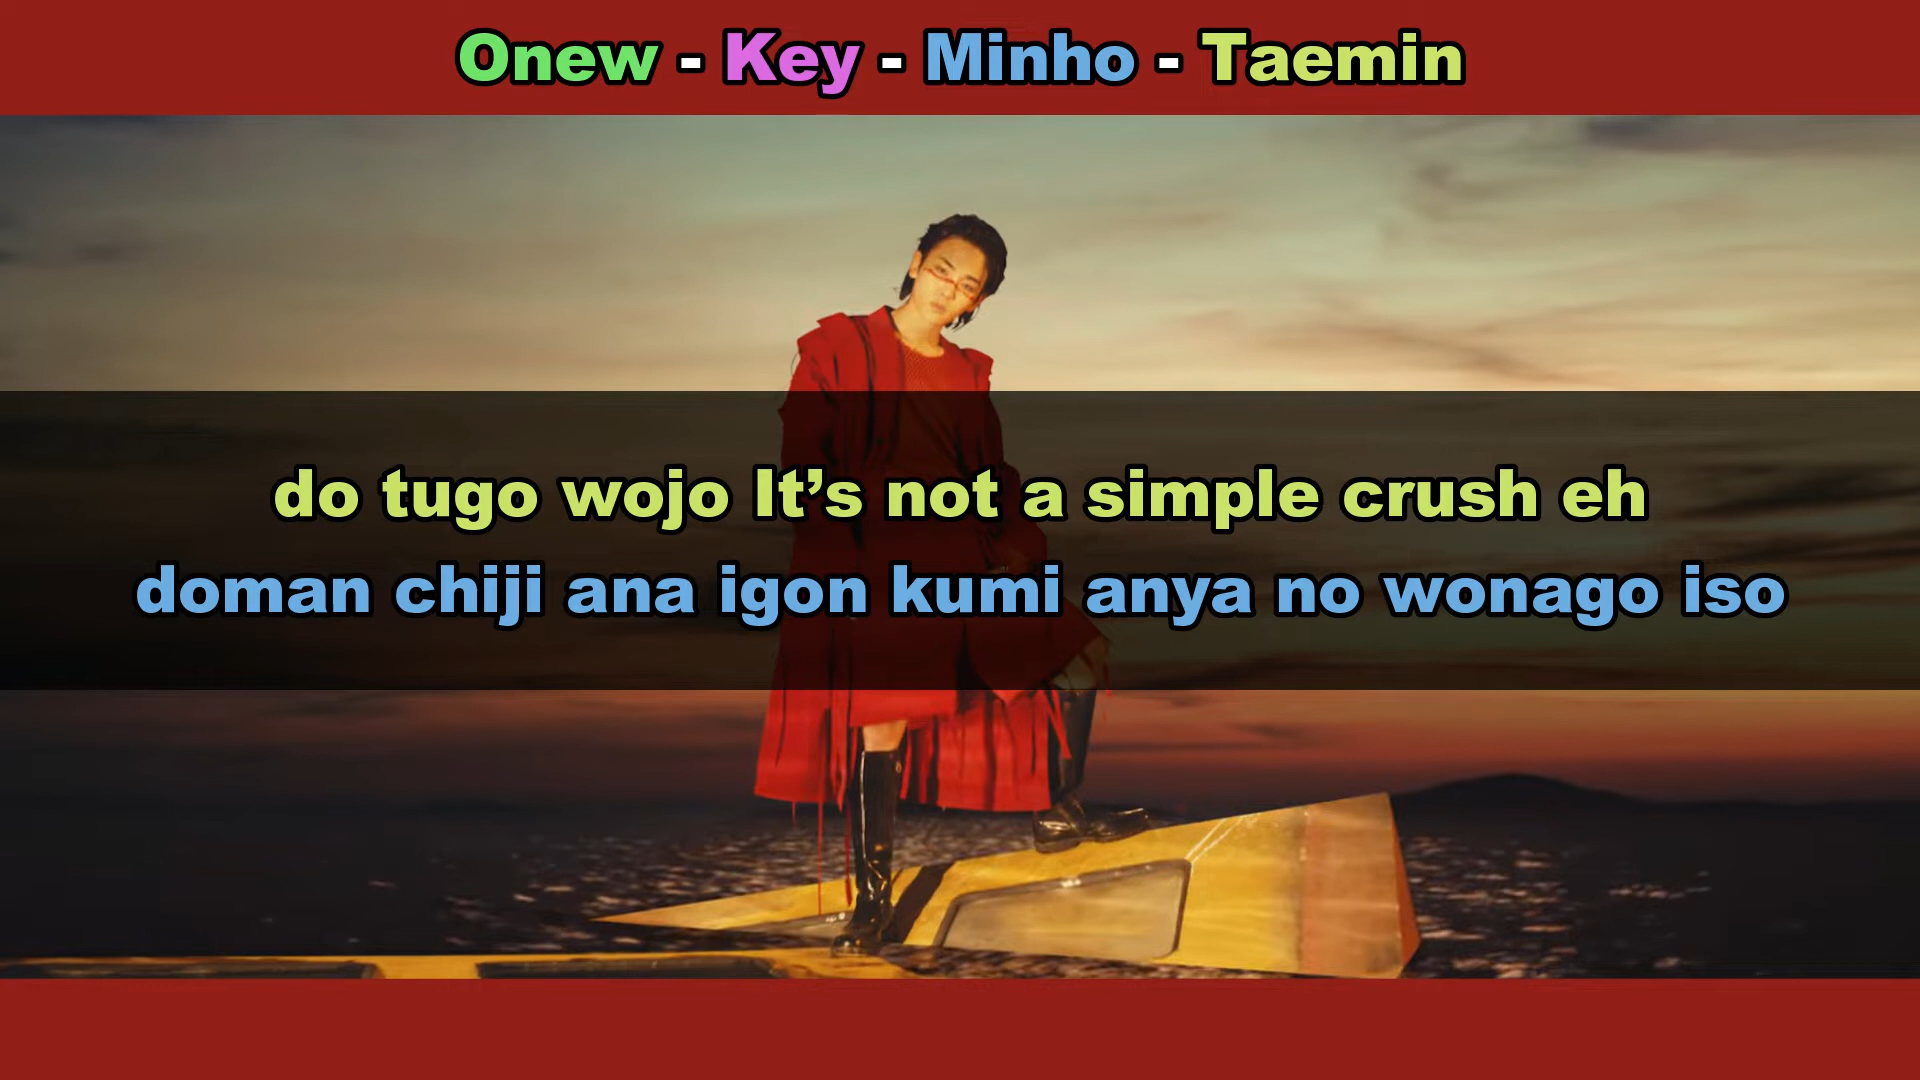 Onew - Key - Minho - Taemin
do tugo wojo It’s not a simple crush eh
doman chiji ana igon kumi anya no wonago iso